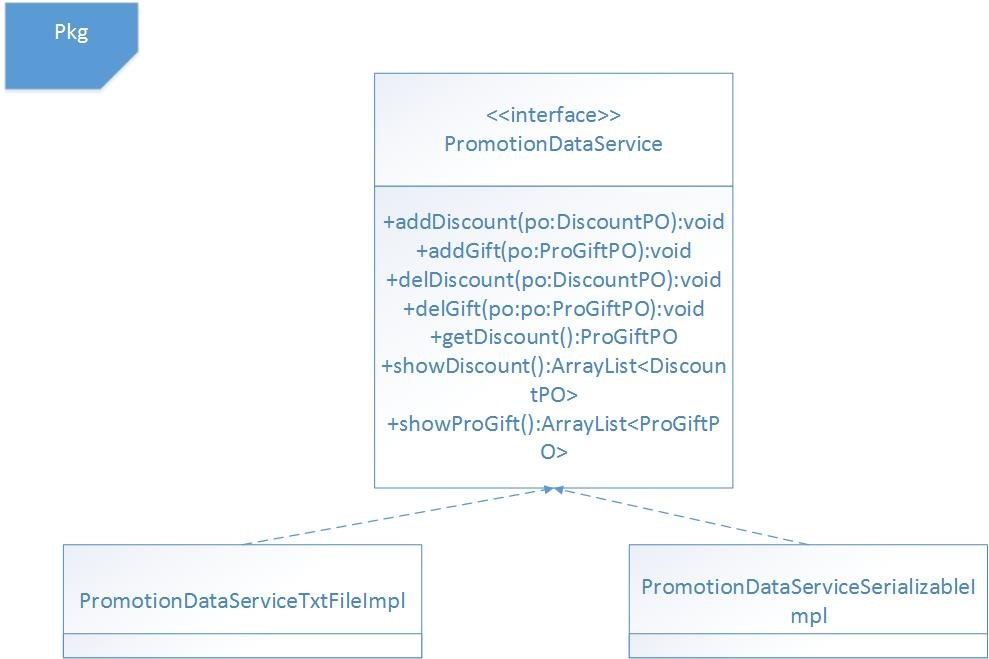 Pkg
<<interface>>
PromotionDataService
+addDiscount(po:DiscountPO):void
+addGift(po:ProGiftPO):void
+delDiscount(po:DiscountPO):void
+delGift(po:po:ProGiftPO):void
+getDiscount():ProGiftPO
+showDiscount():ArrayList<Discoun
tPO>
+showProGift():ArrayList<ProGiftP
O>
PromotionDataServiceTxtFileImpl
PromotionDataServiceSerializableI
mpl